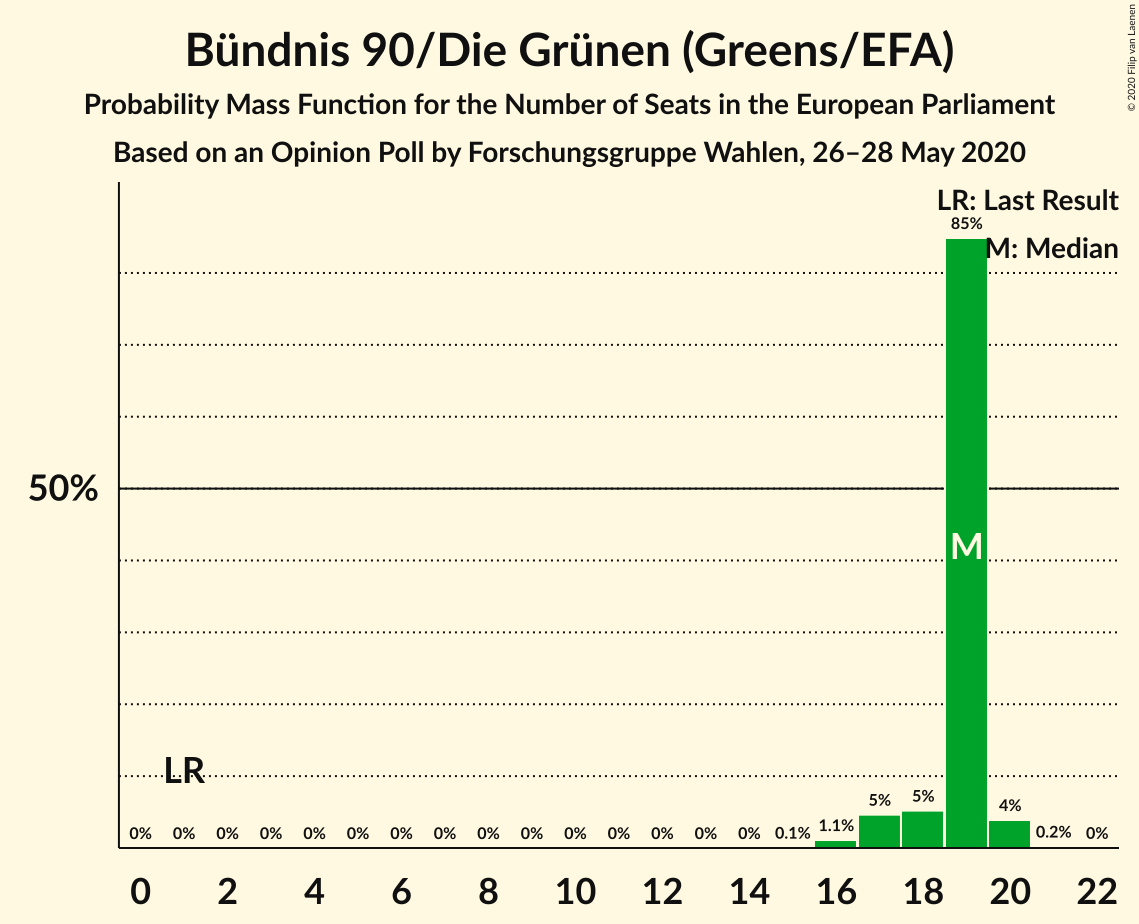 Bündnis 90/Die Grünen (Greens/EFA)
Probability Mass Function for the Number of Seats in the European Parliament
Based on an Opinion Poll by Forschungsgruppe Wahlen, 26–28 May 2020
© 2020 Filip van Laenen
LR: Last Result
M: Median
85%
50%
M
LR
0% 0% 0% 0% 0% 0% 0% 0% 0% 0% 0% 0% 0% 0% 0% 0.1% 1.1% 5% 5% 4% 0.2% 0%
0 2 4 6 8 10 12 14 16 18 20 22